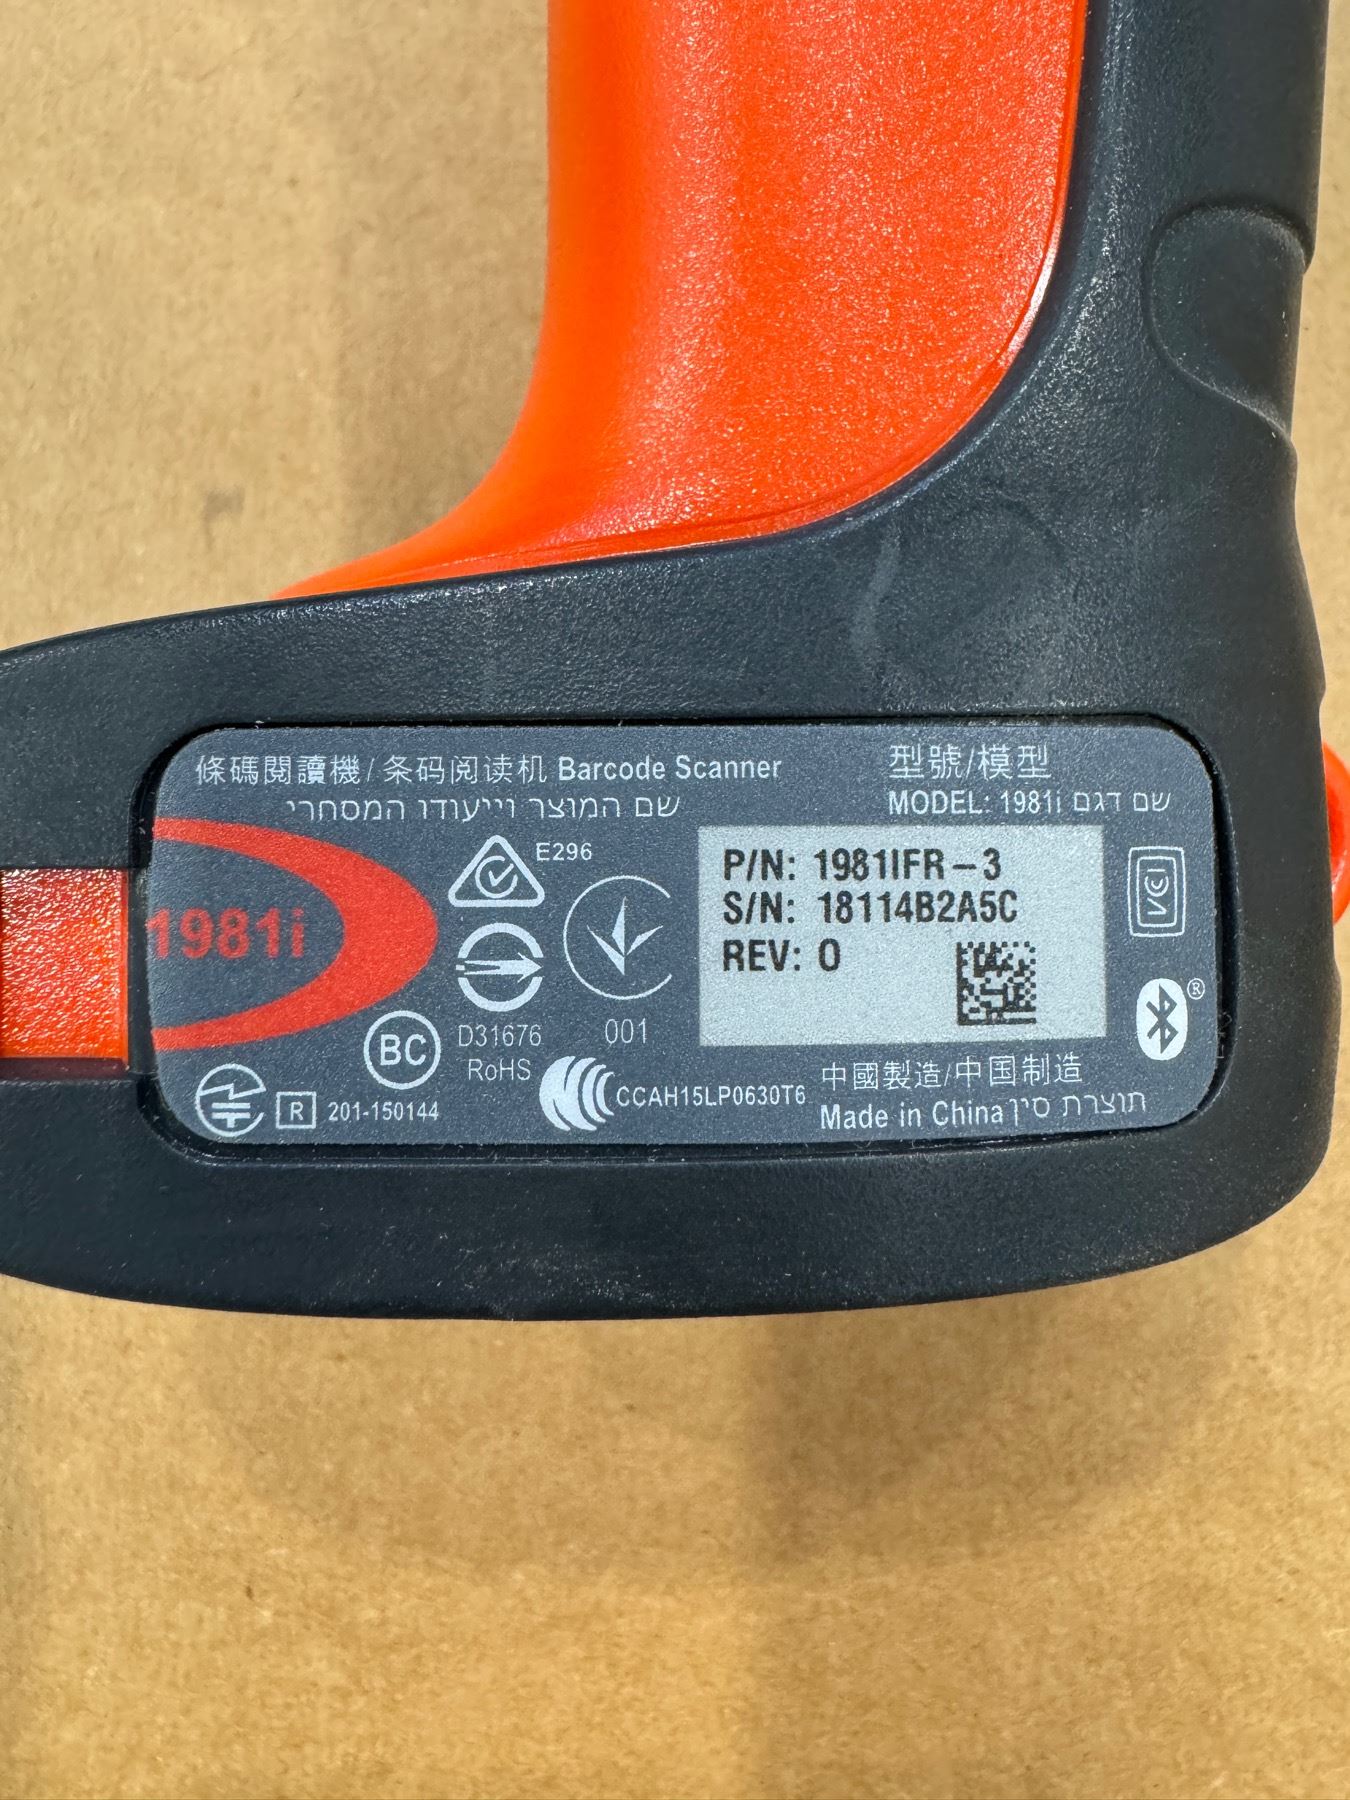 條碼閱讀機/条码阅读机 Barcode Scanner
שם המוצר וייעודו המסחרי
型號/模型
MODEL: 1981i שם דגם
1981i
E296
P/N: 1981IFR-3
S/N: 18114B2A5C
REV: O
VCCI
BC
D31676
RoHS
001
®
R 201-150144
CCAH15LP0630T6
中國製造/中国制造
Made in China תוצרת סין